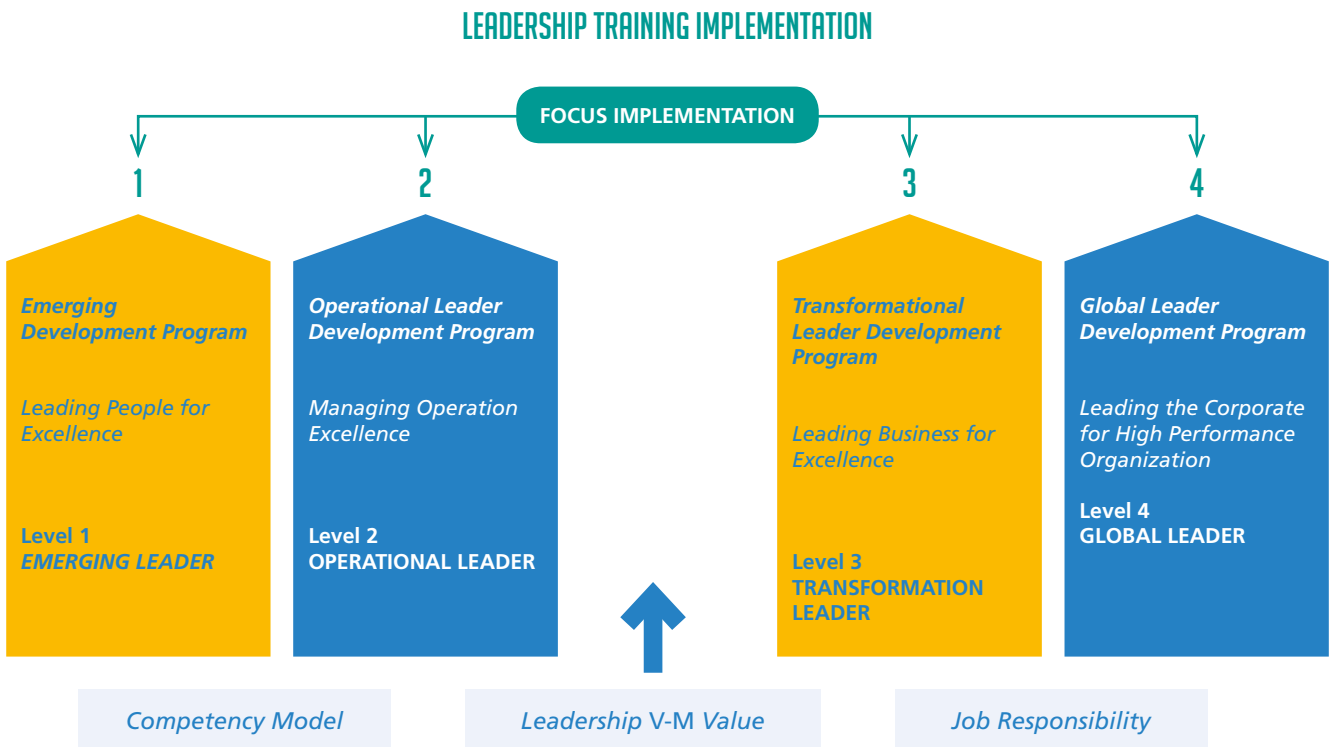 LEADERSHIP TRAINING IMPLEMENTATION
FOCUS IMPLEMENTATION
1
2
3
4
Emerging
Development Program
Leading People for
Excellence
Level 1
EMERGING LEADER
Operational Leader
Development Program
Managing Operation
Excellence
Level 2
OPERATIONAL LEADER
Transformational
Leader Development
Program
Leading Business for
Excellence
Level 3
TRANSFORMATION
LEADER
Global Leader
Development Program
Leading the Corporate
for High Performance
Organization
Level 4
GLOBAL LEADER
Competency Model
Leadership V-M Value
Job Responsibility